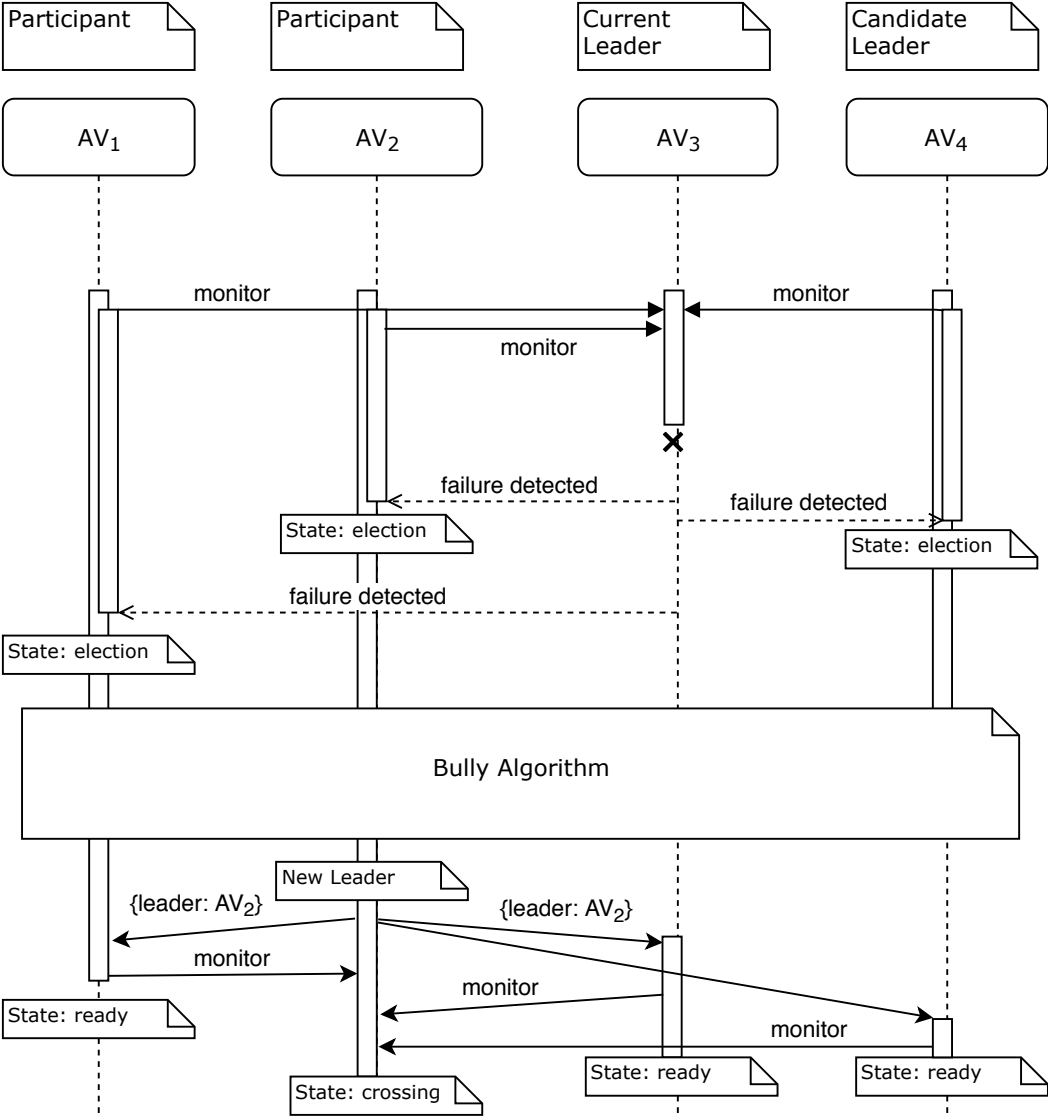 Participant
Participant
Current
Leader
Candidate
Leader
AV₁
AV₂
AV₃
AV₄
monitor
monitor
monitor
failure detected
failure detected
State: election
State: election
failure detected
State: election
Bully Algorithm
New Leader
{leader: AV₂}
{leader: AV₂}
monitor
monitor
State: ready
monitor
State: ready
State: ready
State: crossing